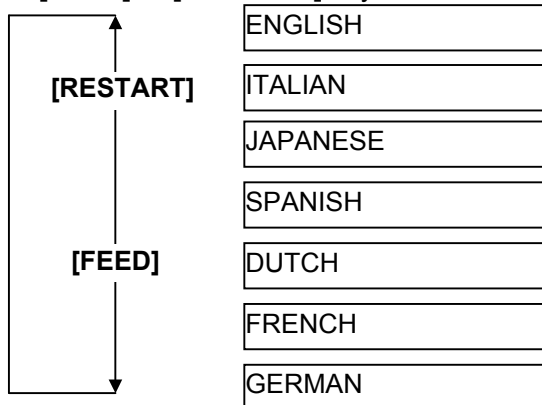 ENGLISH
[RESTART]
ITALIAN
JAPANESE
SPANISH
[FEED]
DUTCH
FRENCH
GERMAN